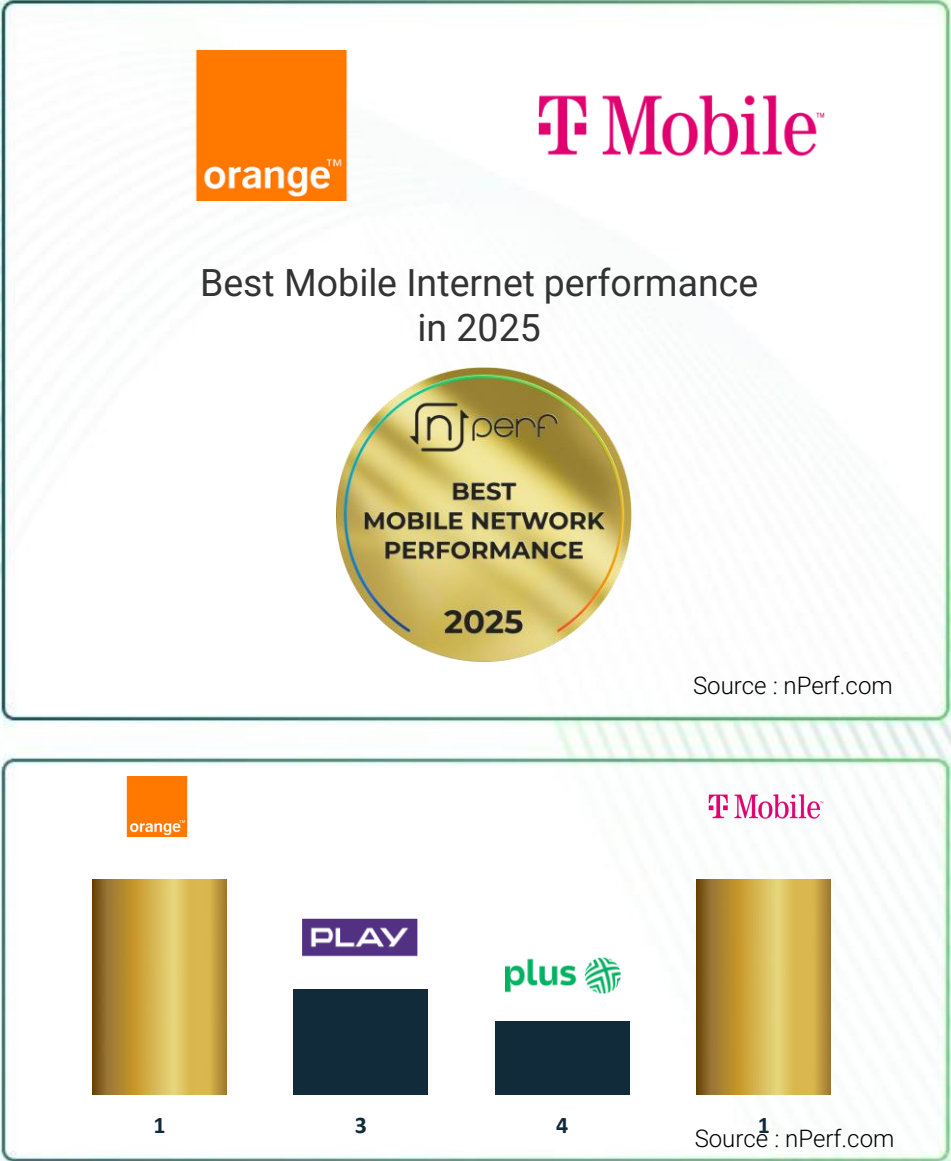 orange™
T Mobile™
Best Mobile Internet performance
in 2025
nperf
BEST
MOBILE NETWORK
PERFORMANCE
2025
Source : nPerf.com
orange™
T Mobile™
PLAY
plus
1
3
4
1
Source : nPerf.com